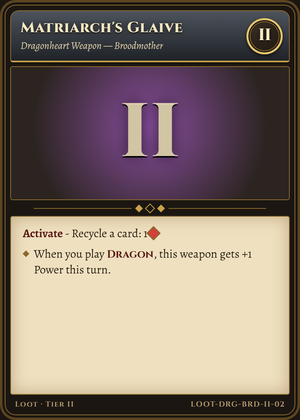 Matriarch's Glaive
Dragonheart Weapon — Broodmother
II
II
Activate - Recycle a card: 1
When you play Dragon, this weapon gets +1
Power this turn.
Loot · Tier II
LOOT-DRG-BRD-II-02